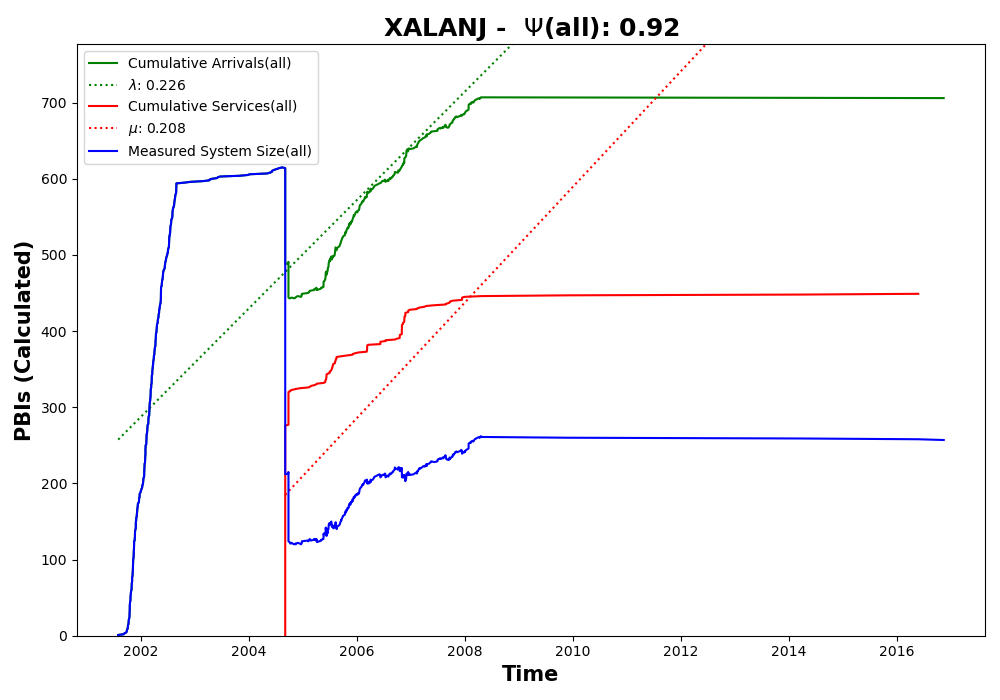 XALANJ - Ψ(all): 0.92
Cumulative Arrivals(all)
λ: 0.226
Cumulative Services(all)
μ: 0.208
Measured System Size(all)
PBIs (Calculated)
700
600
500
400
300
200
100
0
2002 2004 2006 2008 2010 2012 2014 2016
Time